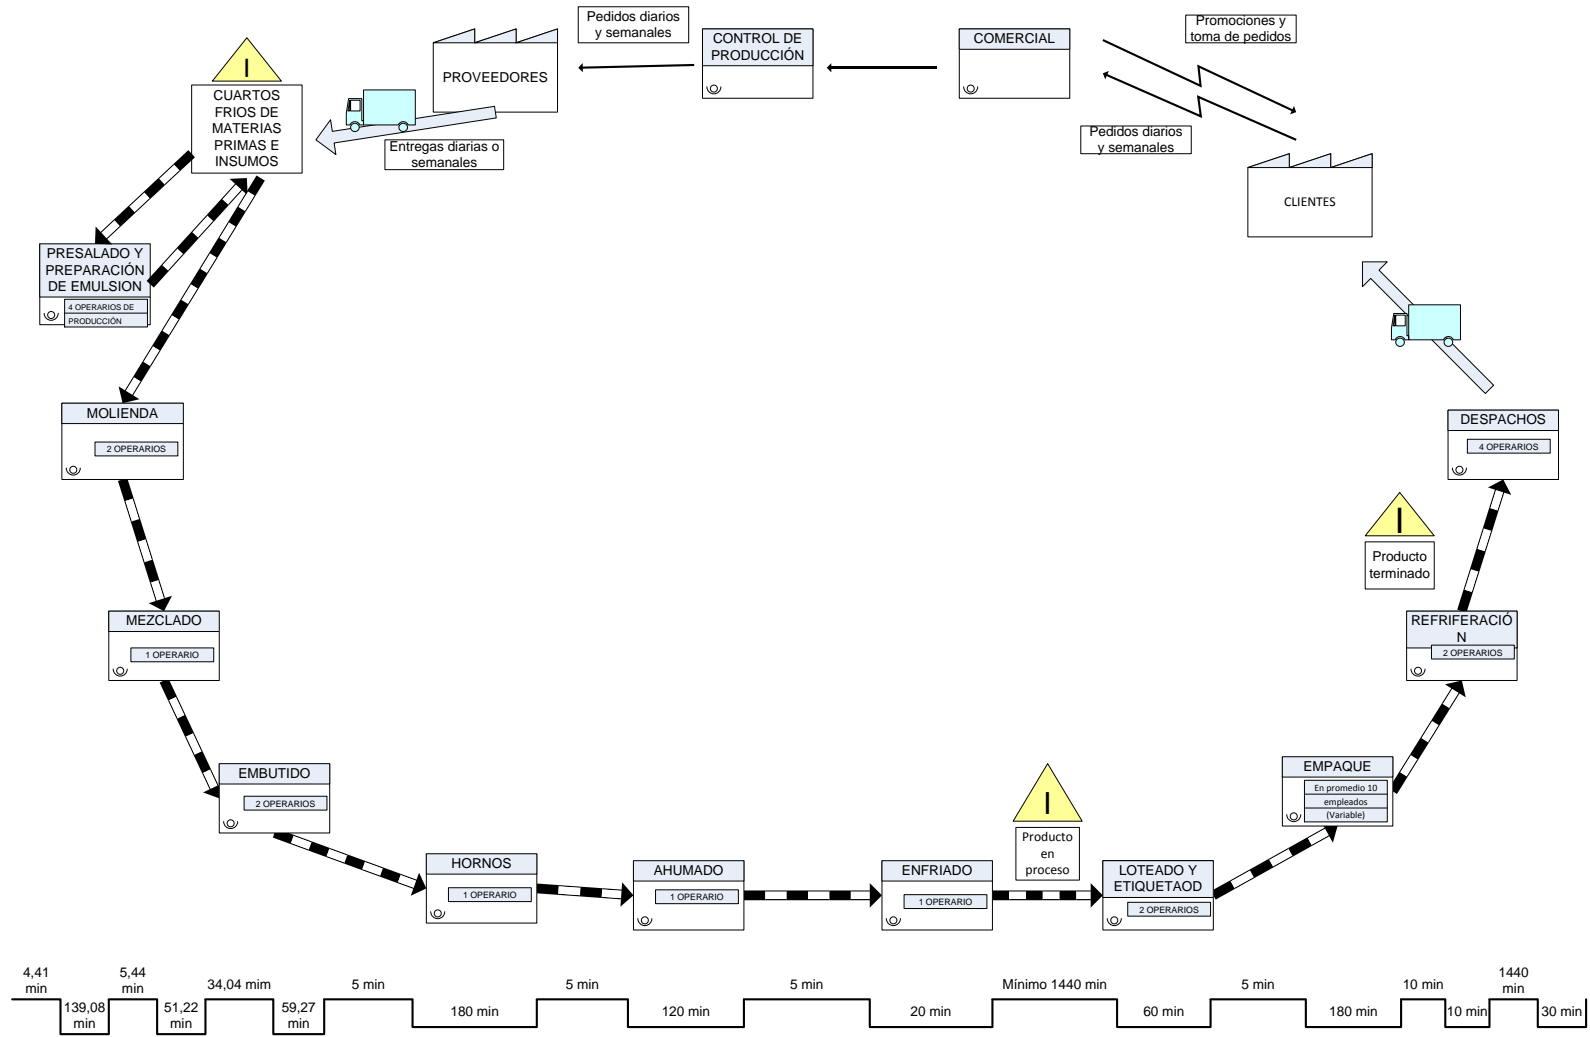 Pedidos diarios
y semanales
CONTROL DE
PRODUCCIÓN
COMERCIAL
Promociones y
toma de pedidos
PROVEEDORES
I
CUARTOS
FRIOS DE
MATERIAS
PRIMAS E
INSUMOS
Entregas diarias o
semanales
Pedidos diarios
y semanales
CLIENTES
PRESALADO Y
PREPARACIÓN
DE EMULSION
4 OPERARIOS DE
PRODUCCIÓN
MOLIENDA
2 OPERARIOS
DESPACHOS
4 OPERARIOS
I
Producto
terminado
MEZCLADO
1 OPERARIO
REFRIFERACIÓ
N
2 OPERARIOS
EMBUTIDO
2 OPERARIOS
EMPAQUE
En promedio 10
empleados
(Variable)
I
Producto
en
proceso
HORNOS
1 OPERARIO
AHUMADO
1 OPERARIO
ENFRIADO
1 OPERARIO
LOTEADO Y
ETIQUETAOD
2 OPERARIOS
4,41
min
139,08
min
5,44
min
51,22
min
34,04 mim
59,27
min
5 min
180 min
5 min
120 min
5 min
20 min
Mínimo 1440 min
60 min
5 min
180 min
10 min
10 min
1440
min
30 min